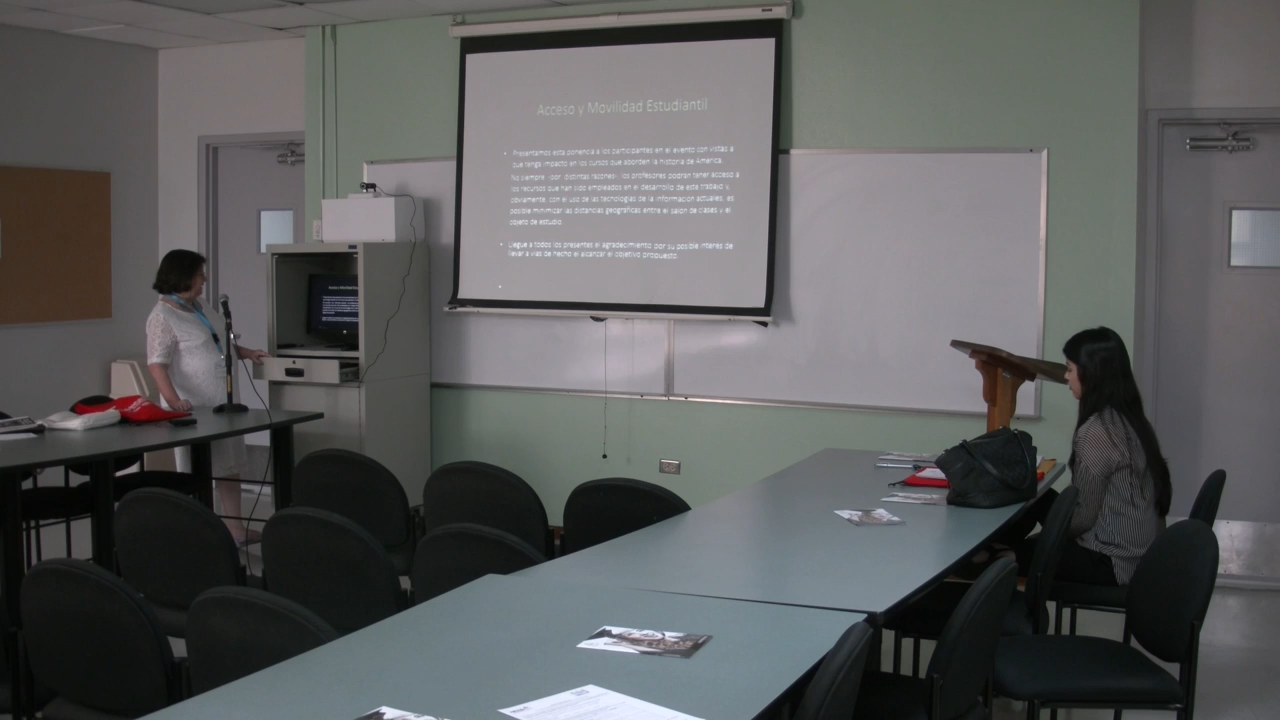 Acceso y Movilidad Estudiantil
• Presentamos esta ponencia a los participantes en el evento con vistas a
que tenga impacto en los cursos que aborden la historia de América.
No siempre (por distintas razones) los profesores podrán tener acceso a
los recursos que han sido empleados en el desarrollo de este trabajo y
obviamente, con el uso de las tecnologías de la información actuales, es
posible minimizar las distancias geográficas entre el salón de clases y el
objeto de estudio.
• Llegue a todos los presentes el agradecimiento por su posible interés de
llevar a vías de hecho el alcanzar el objetivo propuesto.